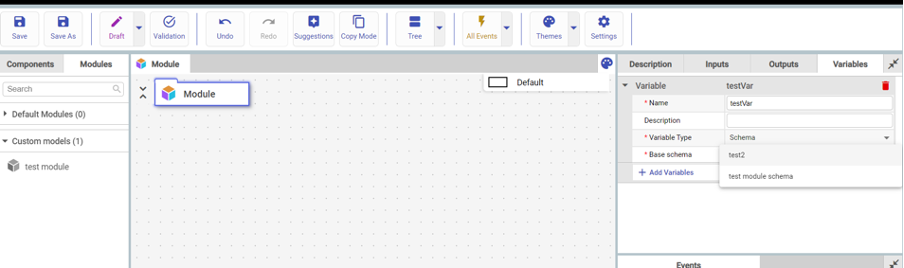 Save
Save As
Draft
Validation
Undo
Redo
Suggestions
Copy Mode
Tree
All Events
Themes
Settings
Components
Modules
Search
Default Modules (0)
Custom models (1)
test module
Module
Module
Default
Description
Inputs
Outputs
Variables
Variable
testVar
* Name
testVar
Description
* Variable Type
Schema
* Base schema
test2
test module schema
+ Add Variables
Events